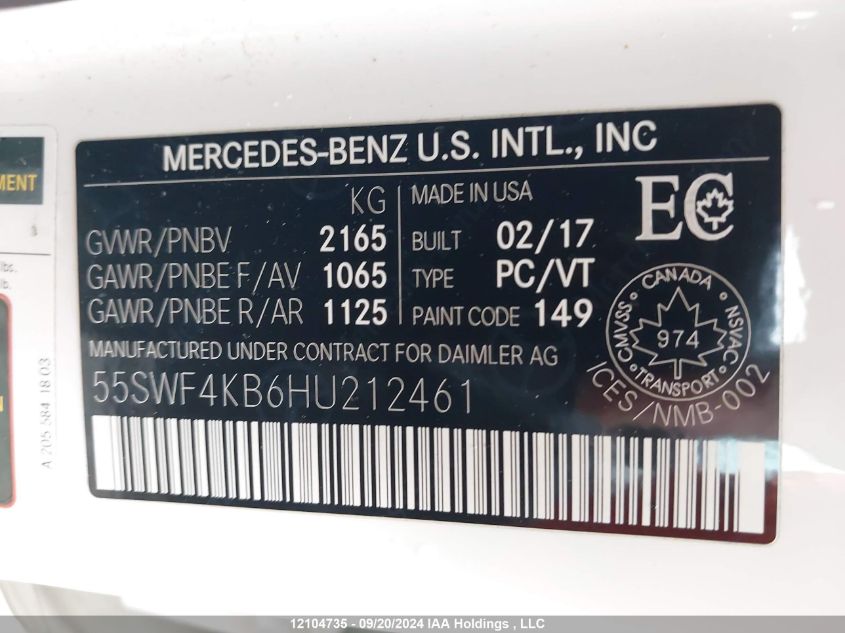 MERCEDES-BENZ U.S. INTL., INC
KG
GVWR/PNBV 2165
GAWR/PNBE F/AV 1065
GAWR/PNBE R/AR 1125
MADE IN USA
BUILT 02/17
TYPE PC/VT
PAINT CODE 149
EC
CANADA
CMVSS 974 NSVAC
TRANSPORT
ICES/NMB-002
MANUFACTURED UNDER CONTRACT FOR DAIMLER AG
55SWF4KB6HU212461
MENT
lbs.
lb.
A 205 584 18 03
12104735 - 09/20/2024 IAA Holdings , LLC